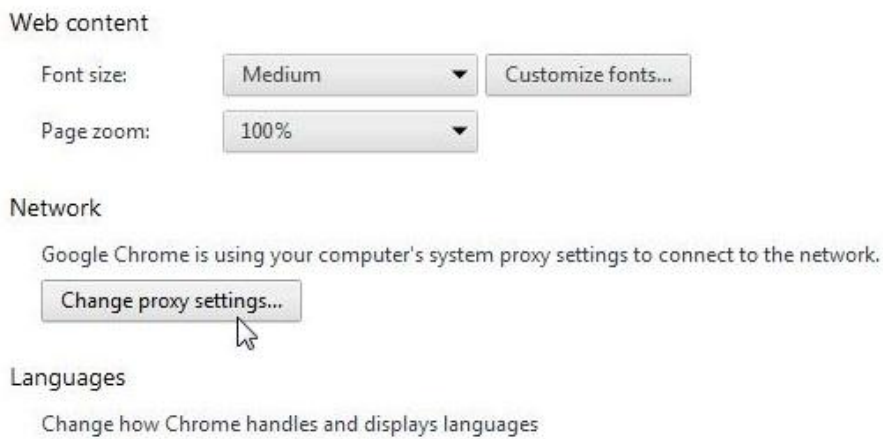 Web content
Font size: Medium Customize fonts...
Page zoom: 100%
Network
Google Chrome is using your computer's system proxy settings to connect to the network.
Change proxy settings...
Languages
Change how Chrome handles and displays languages